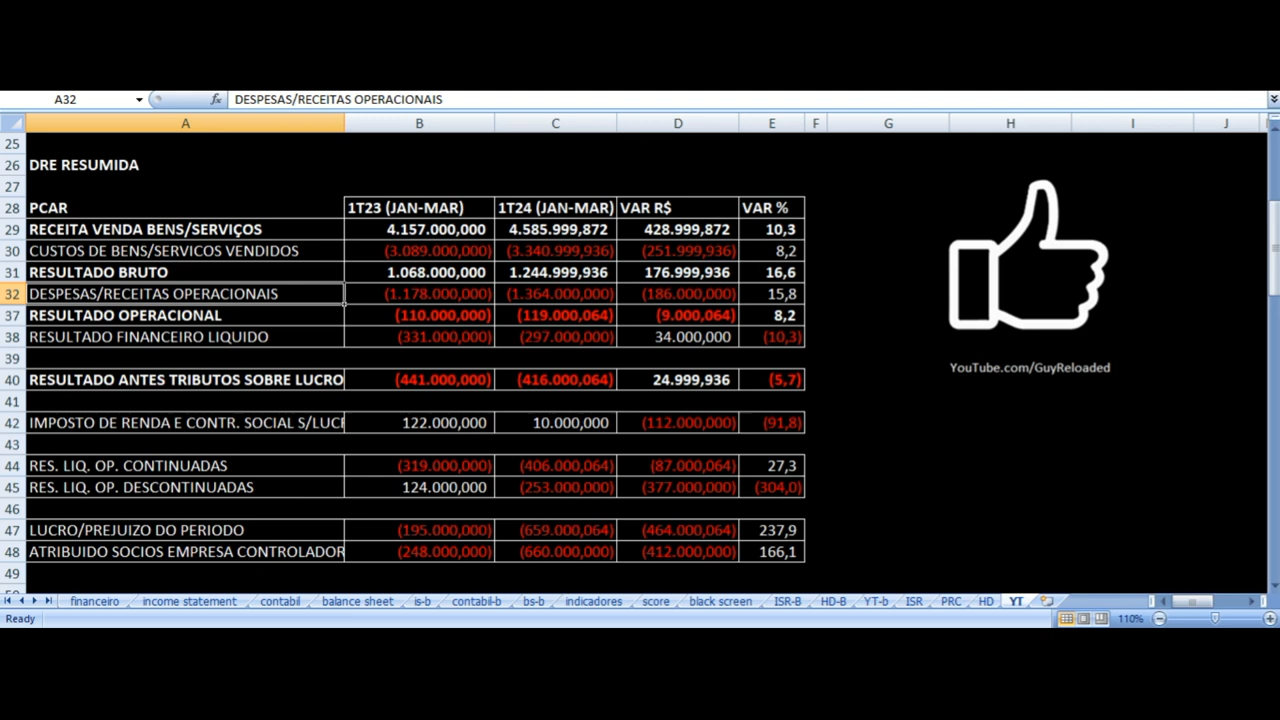 A32 fx DESPESAS/RECEITAS OPERACIONAIS
A B C D E F G H I J
25
26 DRE RESUMIDA
27
28 PCAR 1T23 (JAN-MAR) 1T24 (JAN-MAR) VAR R$ VAR %
29 RECEITA VENDA BENS/SERVIÇOS 4.157.000,000 4.585.999,872 428.999,872 10,3
30 CUSTOS DE BENS/SERVICOS VENDIDOS (3.089.000,000) (3.340.999,936) (251.999,936) 8,2
31 RESULTADO BRUTO 1.068.000,000 1.244.999,936 176.999,936 16,6
32 DESPESAS/RECEITAS OPERACIONAIS (1.178.000,000) (1.364.000,000) (186.000,000) 15,8
37 RESULTADO OPERACIONAL (110.000,000) (119.000,064) (9.000,064) 8,2
38 RESULTADO FINANCEIRO LIQUIDO (331.000,000) (297.000,000) 34.000,000 (10,3)
39
40 RESULTADO ANTES TRIBUTOS SOBRE LUCRO (441.000,000) (416.000,064) 24.999,936 (5,7)
41
42 IMPOSTO DE RENDA E CONTR. SOCIAL S/LUCR 122.000,000 10.000,000 (112.000,000) (91,8)
43
44 RES. LIQ. OP. CONTINUADAS (319.000,000) (406.000,064) (87.000,064) 27,3
45 RES. LIQ. OP. DESCONTINUADAS 124.000,000 (253.000,000) (377.000,000) (304,0)
46
47 LUCRO/PREJUIZO DO PERIODO (195.000,000) (659.000,064) (464.000,064) 237,9
48 ATRIBUIDO SOCIOS EMPRESA CONTROLADOR (248.000,000) (660.000,000) (412.000,000) 166,1
49
YouTube.com/GuyReloaded
financeiro income statement contabil balance sheet is-b contabil-b bs-b indicadores score black screen ISR-B HD-B YT-b ISR PRC HD YT
Ready 110%